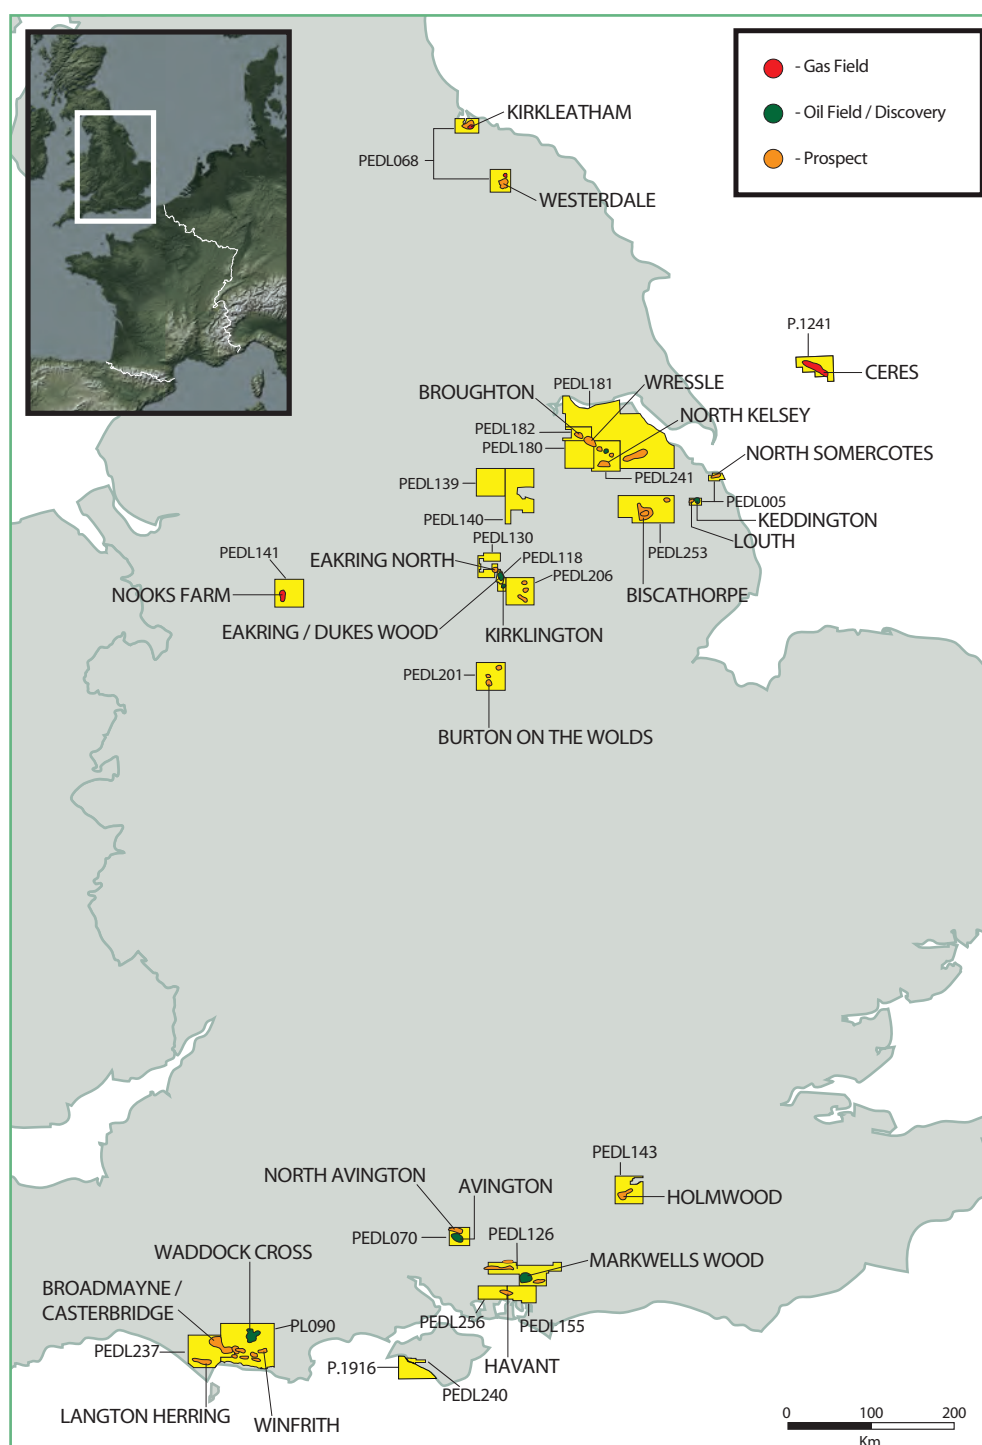 - Gas Field
- Oil Field / Discovery
- Prospect
KIRKLEATHAM
PEDL068
WESTERDALE
P.1241
CERES
PEDL181
WRESSLE
BROUGHTON
NORTH KELSEY
PEDL182
PEDL180
NORTH SOMERCOTES
PEDL139
PEDL241
PEDL005
PEDL140
KEDDINGTON
PEDL130
LOUTH
PEDL253
PEDL141
EAKRING NORTH
PEDL118
PEDL206
NOOKS FARM
BISCATHORPE
EAKRING / DUKES WOOD
KIRKLINGTON
PEDL201
BURTON ON THE WOLDS
PEDL143
NORTH AVINGTON
AVINGTON
HOLMWOOD
PEDL070
PEDL126
WADDOCK CROSS
MARKWELLS WOOD
BROADMAYNE /
CASTERBRIDGE
PL090
PEDL256
PEDL155
PEDL237
P.1916
HAVANT
PEDL240
LANGTON HERRING
WINFRITH
0 100 200
Km